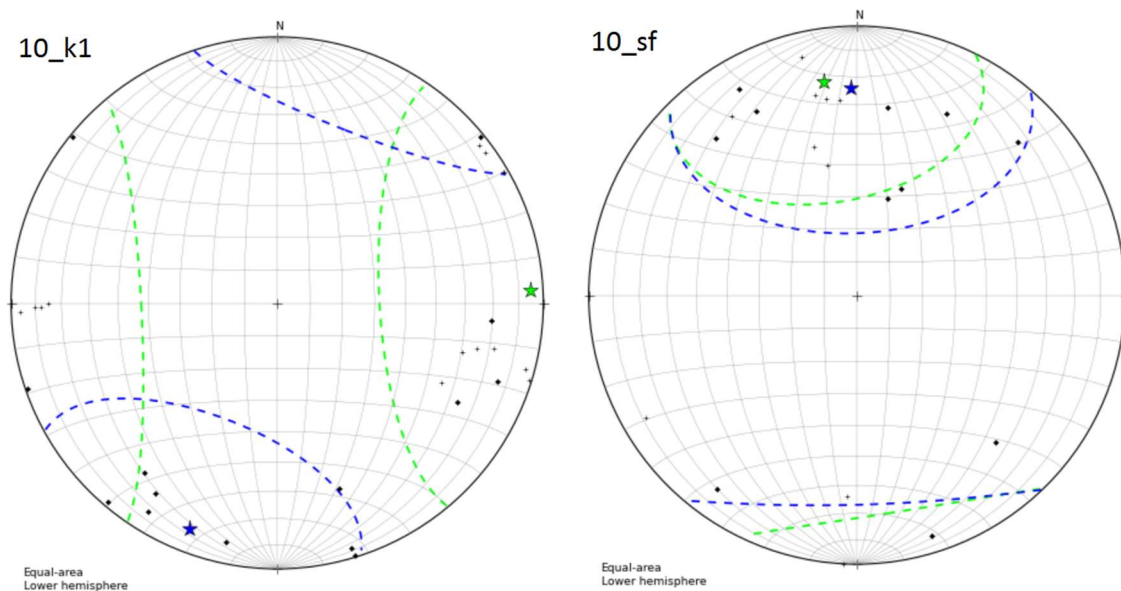 10_k1
N
Equal-area
Lower hemisphere
10_sf
N
Equal-area
Lower hemisphere